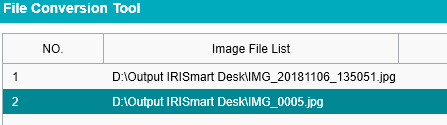 File Conversion Tool
NO. Image File List
1 D:\Output IRISmart Desk\IMG_20181106_135051.jpg
2 D:\Output IRISmart Desk\IMG_0005.jpg